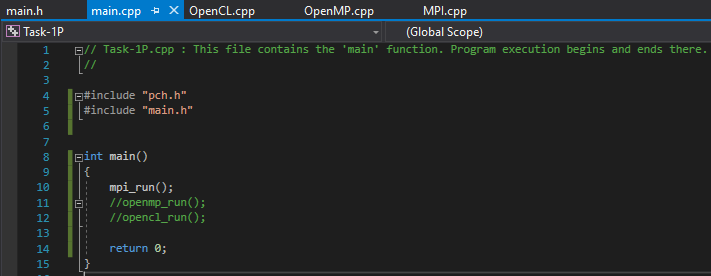 main.h main.cpp OpenCL.cpp OpenMP.cpp MPI.cpp
Task-1P (Global Scope)
1 // Task-1P.cpp : This file contains the 'main' function. Program execution begins and ends there.
2 //
3
4 #include "pch.h"
5 #include "main.h"
6
7
8 int main()
9 {
10 mpi_run();
11 //openmp_run();
12 //opencl_run();
13
14 return 0;
15 }